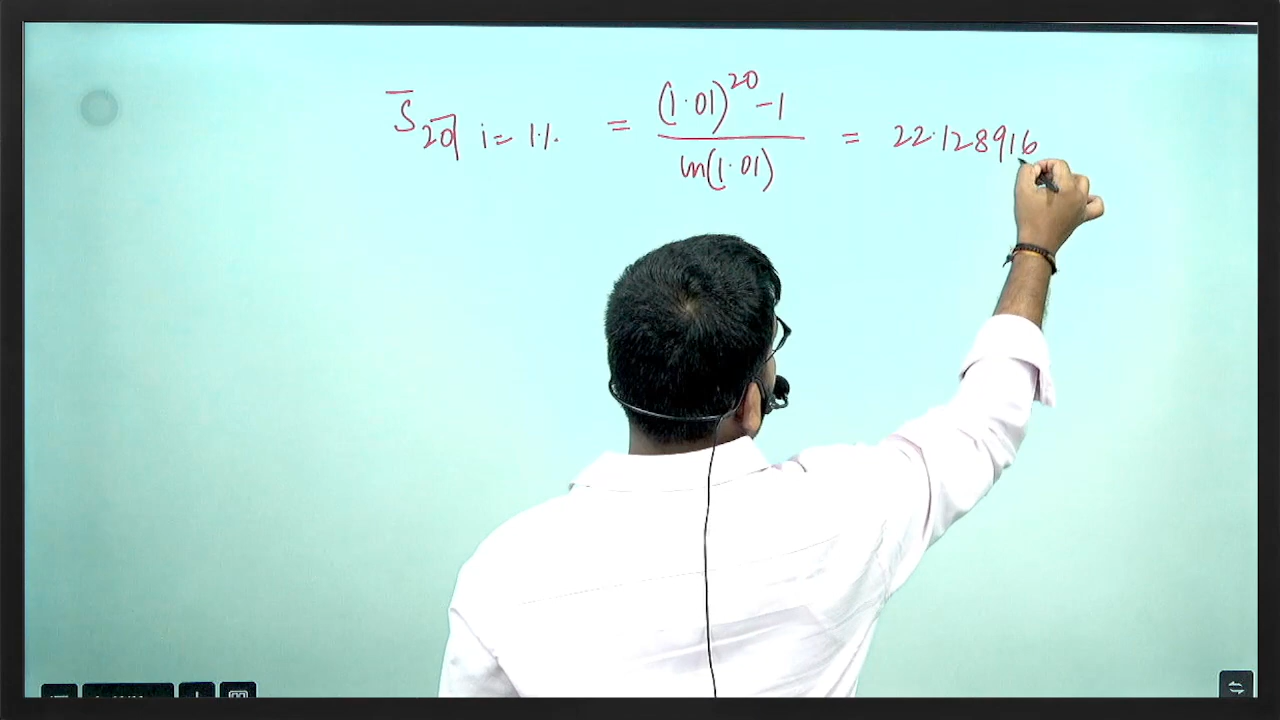 S̅ 20⌉ i = 1% = (1.01)^20 - 1 / ln(1.01) = 22.128916